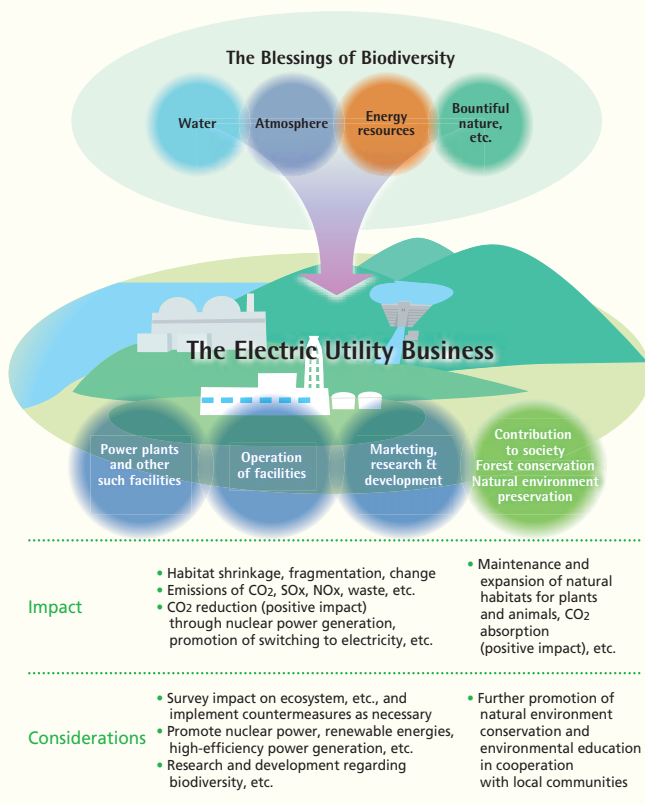 The Blessings of Biodiversity
Water
Atmosphere
Energy
resources
Bountiful
nature,
etc.
The Electric Utility Business
Power plants
and other
such facilities
Operation
of facilities
Marketing,
research &
development
Contribution
to society
Forest conservation
Natural environment
preservation
Impact
• Habitat shrinkage, fragmentation, change
• Emissions of CO2, SOx, NOx, waste, etc.
• CO2 reduction (positive impact)
through nuclear power generation,
promotion of switching to electricity, etc.
• Maintenance and
expansion of natural
habitats for plants
and animals, CO2
absorption
(positive impact), etc.
Considerations
• Survey impact on ecosystem, etc., and
implement countermeasures as necessary
• Promote nuclear power, renewable energies,
high-efficiency power generation, etc.
• Research and development regarding
biodiversity, etc.
• Further promotion of
natural environment
conservation and
environmental education
in cooperation
with local communities